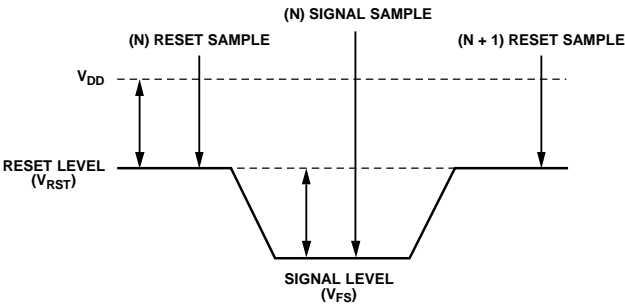 (N) SIGNAL SAMPLE
(N) RESET SAMPLE
(N + 1) RESET SAMPLE
VDD
RESET LEVEL
(VRST)
SIGNAL LEVEL
(VFS)